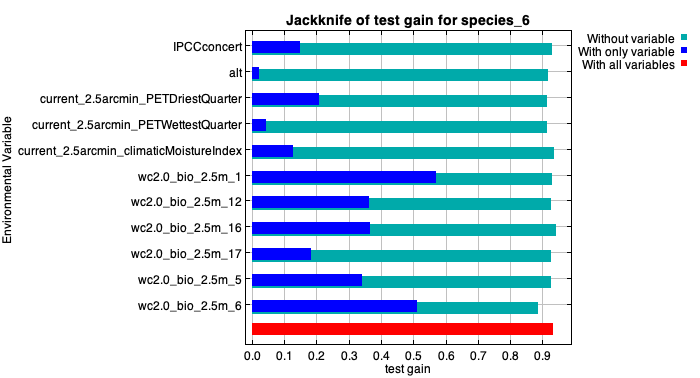 Jackknife of test gain for species_6
Without variable
With only variable
With all variables
Environmental Variable
IPCCconcert
alt
current_2.5arcmin_PETDriestQuarter
current_2.5arcmin_PETWettestQuarter
current_2.5arcmin_climaticMoistureIndex
wc2.0_bio_2.5m_1
wc2.0_bio_2.5m_12
wc2.0_bio_2.5m_16
wc2.0_bio_2.5m_17
wc2.0_bio_2.5m_5
wc2.0_bio_2.5m_6
0.0 0.1 0.2 0.3 0.4 0.5 0.6 0.7 0.8 0.9
test gain